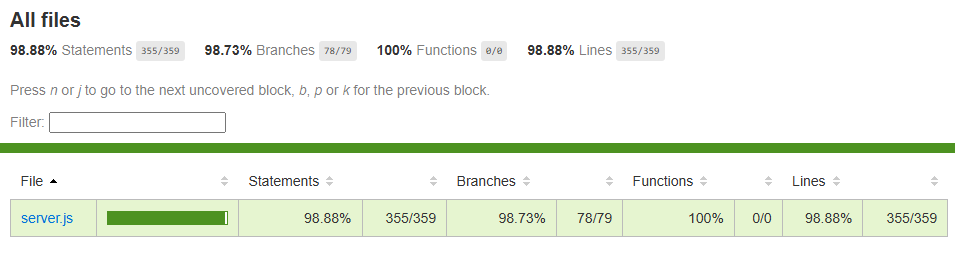 All files
98.88% Statements 355/359 98.73% Branches 78/79 100% Functions 0/0 98.88% Lines 355/359
Press n or j to go to the next uncovered block, b, p or k for the previous block.
Filter:
File Statements Branches Functions Lines
server.js 98.88% 355/359 98.73% 78/79 100% 0/0 98.88% 355/359